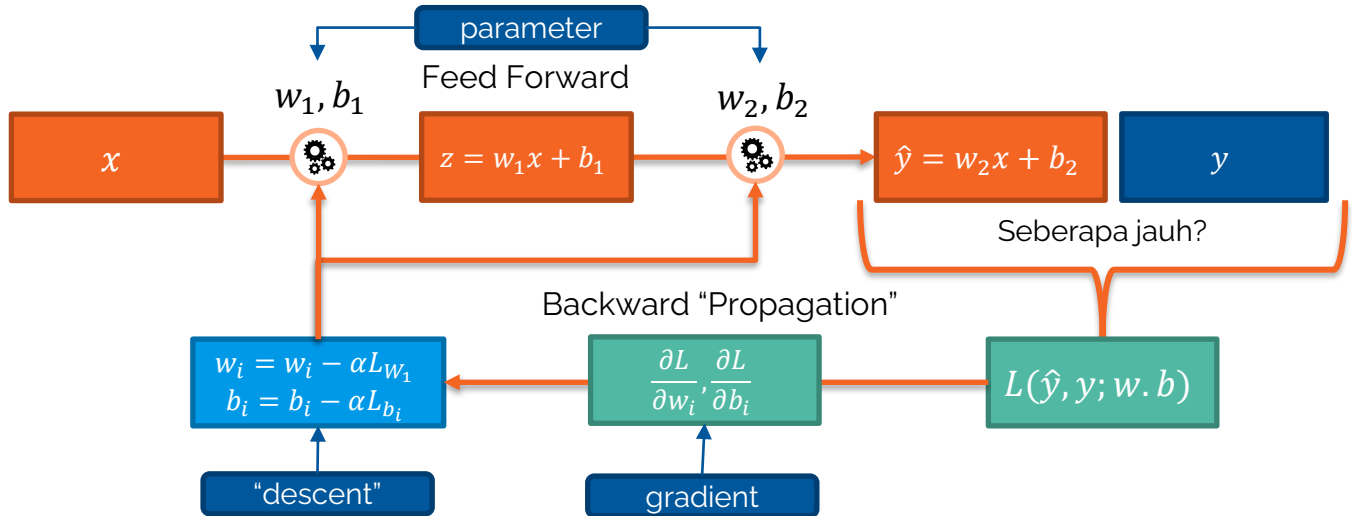 parameter
Feed Forward
w₁, b₁
w₂, b₂
x
z = w₁x + b₁
ŷ = w₂x + b₂
y
Seberapa jauh?
Backward “Propagation”
wᵢ = wᵢ − αL_{W₁}
bᵢ = bᵢ − αL_{bᵢ}
∂L/∂wᵢ, ∂L/∂bᵢ
L(ŷ, y; w. b)
“descent”
gradient